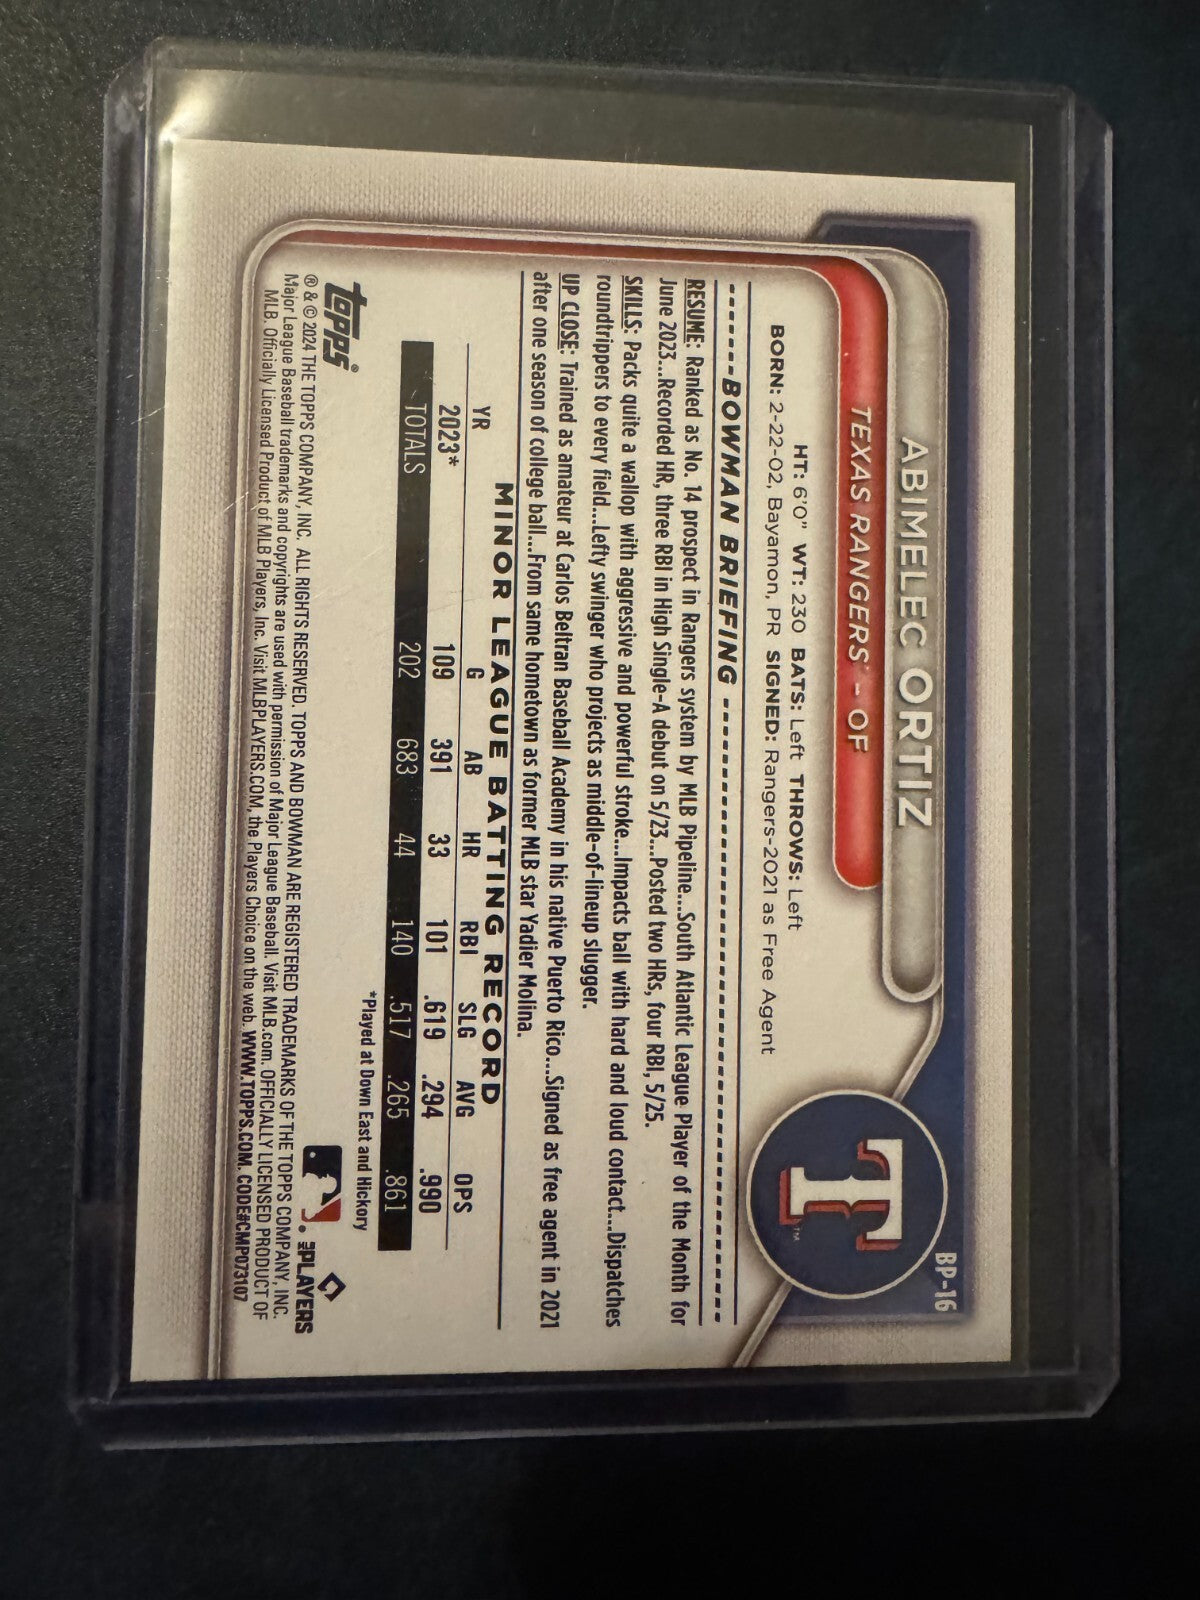 BP-16
ABIMELEC ORTIZ
TEXAS RANGERS® - OF
T™
HT: 6'0" WT: 230 BATS: Left THROWS: Left
BORN: 2-22-02, Bayamon, PR SIGNED: Rangers-2021 as Free Agent
BOWMAN BRIEFING
RESUME: Ranked as No. 14 prospect in Rangers system by MLB Pipeline...South Atlantic League Player of the Month for
June 2023...Recorded HR, three RBI in High Single-A debut on 5/23...Posted two HRs, four RBI, 5/25.
SKILLS: Packs quite a wallop with aggressive and powerful stroke...Impacts ball with hard and loud contact...Dispatches
roundtrippers to every field...Lefty swinger who projects as middle-of-lineup slugger.
UP CLOSE: Trained as amateur at Carlos Beltran Baseball Academy in his native Puerto Rico...Signed as free agent in 2021
after one season of college ball...From same hometown as former MLB star Yadier Molina.
MINOR LEAGUE BATTING RECORD
YR G AB HR RBI SLG AVG OPS
2023* 109 391 33 101 .619 .294 .990
TOTALS 202 683 44 140 .517 .265 .861
*Played at Down East and Hickory
topps®
MLB PLAYERS
® & © 2024 THE TOPPS COMPANY, INC. ALL RIGHTS RESERVED. TOPPS AND BOWMAN ARE REGISTERED TRADEMARKS OF THE TOPPS COMPANY, INC.
Major League Baseball trademarks and copyrights are used with permission of Major League Baseball. Visit MLB.com. OFFICIALLY LICENSED PRODUCT OF
MLB. Officially Licensed Product of MLB Players, Inc. Visit MLBPLAYERS.COM, the Players Choice on the web. WWW.TOPPS.COM. CODE#CMP073107